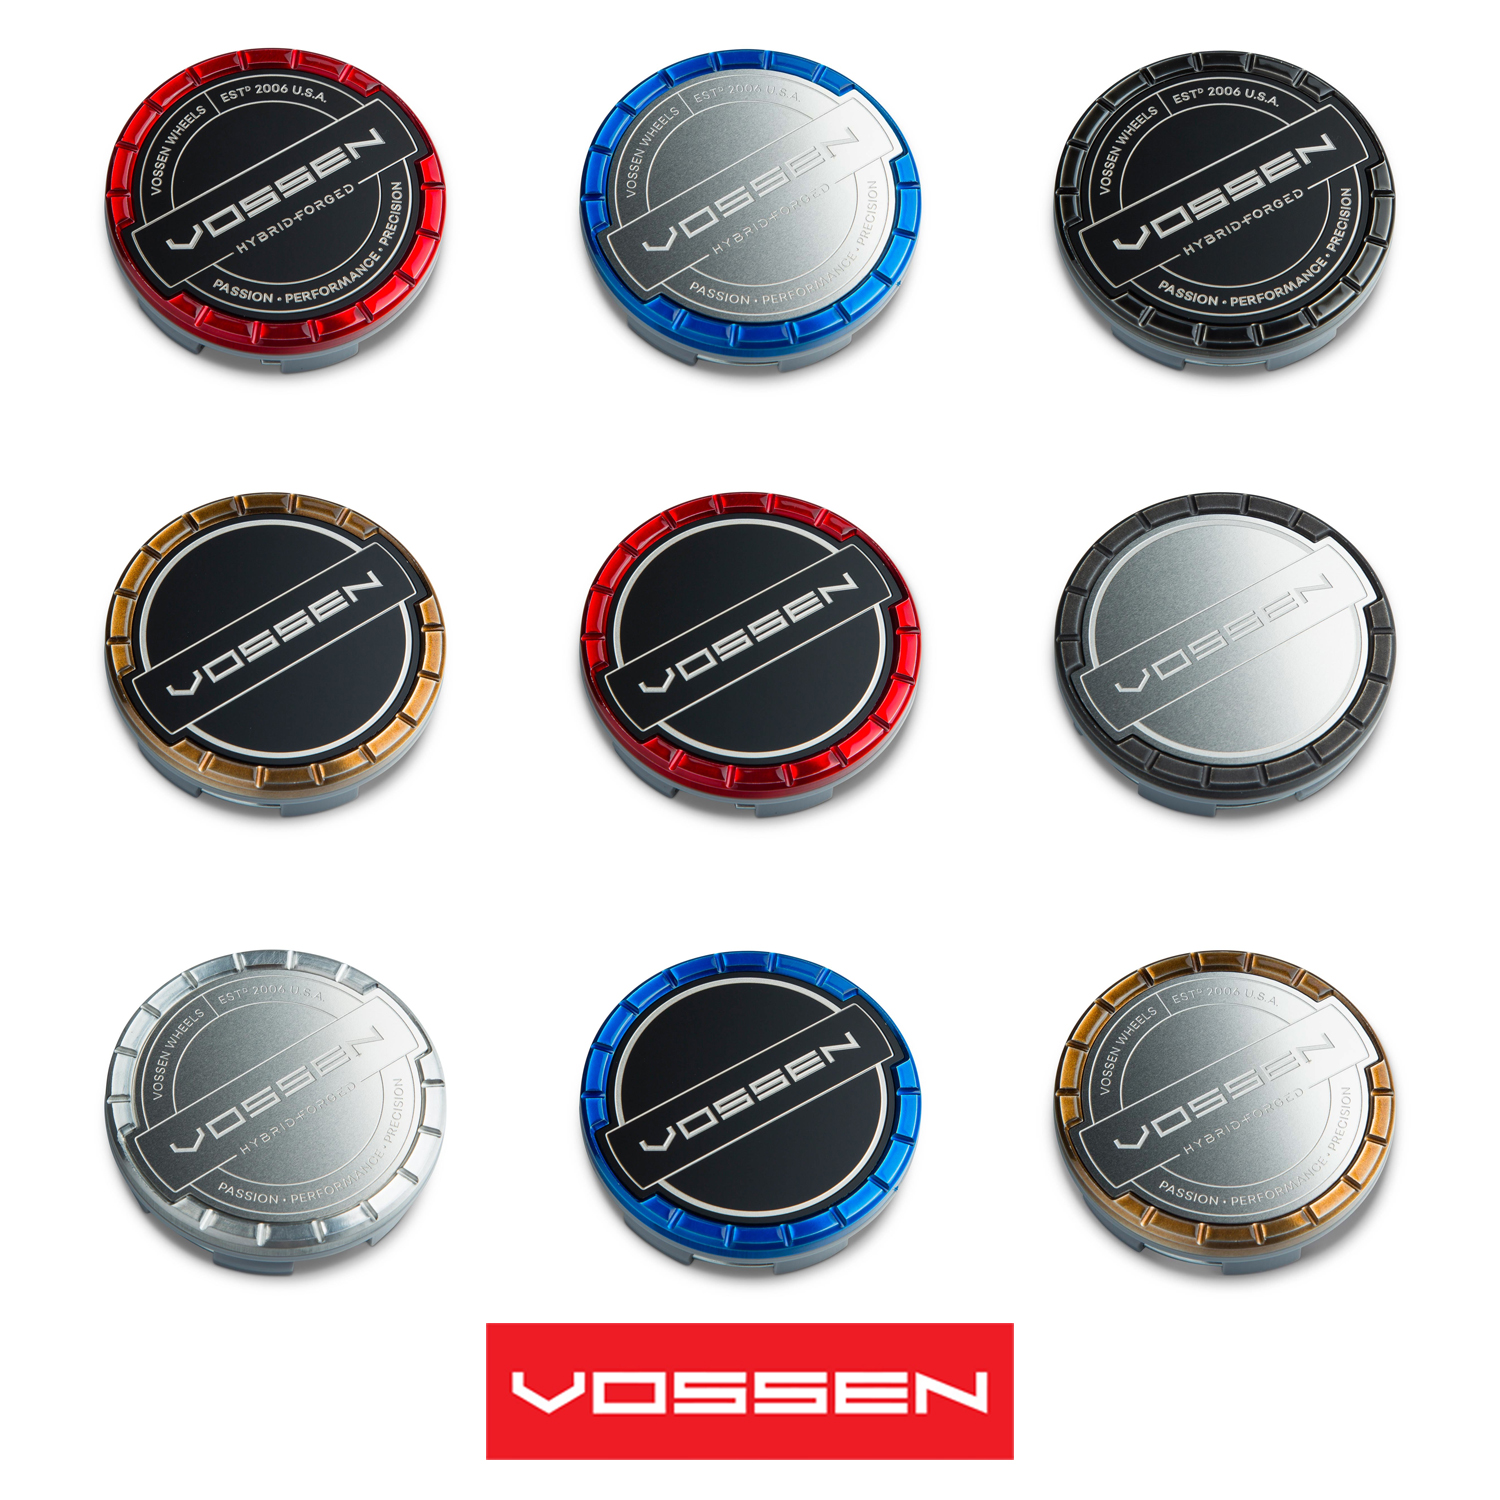 VOSSEN WHEELS | ESTD 2006 U.S.A.
VOSSEN
HYBRID-FORGED
PASSION • PERFORMANCE • PRECISION
VOSSEN WHEELS | ESTD 2006 U.S.A.
VOSSEN
HYBRID-FORGED
PASSION • PERFORMANCE • PRECISION
VOSSEN WHEELS | ESTD 2006 U.S.A.
VOSSEN
HYBRID-FORGED
PASSION • PERFORMANCE • PRECISION
VOSSEN
VOSSEN
VOSSEN
VOSSEN WHEELS | ESTD 2006 U.S.A.
VOSSEN
HYBRID-FORGED
PASSION • PERFORMANCE • PRECISION
VOSSEN
VOSSEN WHEELS | ESTD 2006 U.S.A.
VOSSEN
HYBRID-FORGED
PASSION • PERFORMANCE • PRECISION
VOSSEN